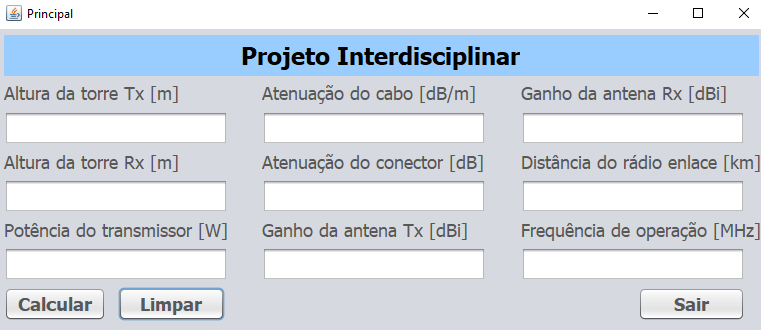 Principal
Projeto Interdisciplinar
Altura da torre Tx [m] Atenuação do cabo [dB/m] Ganho da antena Rx [dBi]
Altura da torre Rx [m] Atenuação do conector [dB] Distância do rádio enlace [km]
Potência do transmissor [W] Ganho da antena Tx [dBi] Frequência de operação [MHz]
Calcular Limpar Sair